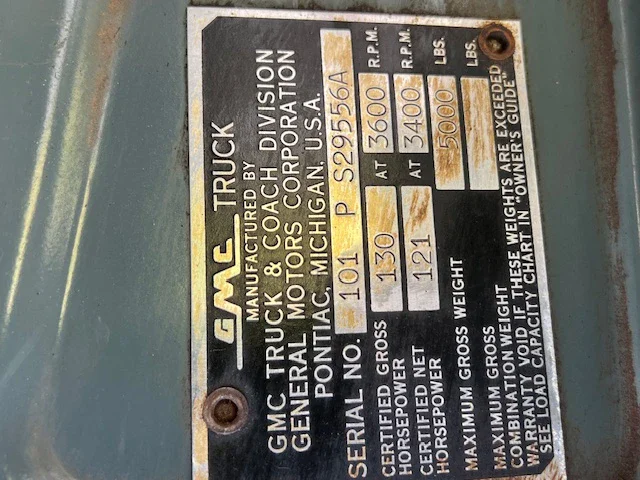 GMC TRUCK
MANUFACTURED BY
GMC TRUCK & COACH DIVISION
GENERAL MOTORS CORPORATION
PONTIAC, MICHIGAN, U.S.A.
SERIAL NO. 101 P S29556A
CERTIFIED GROSS HORSEPOWER 130 AT 3600 R.P.M.
CERTIFIED NET HORSEPOWER 121 AT 3400 R.P.M.
MAXIMUM GROSS WEIGHT 5000 LBS.
MAXIMUM GROSS COMBINATION WEIGHT LBS.
WARRANTY VOID IF THESE WEIGHTS ARE EXCEEDED
SEE LOAD CAPACITY CHART IN "OWNER'S GUIDE"